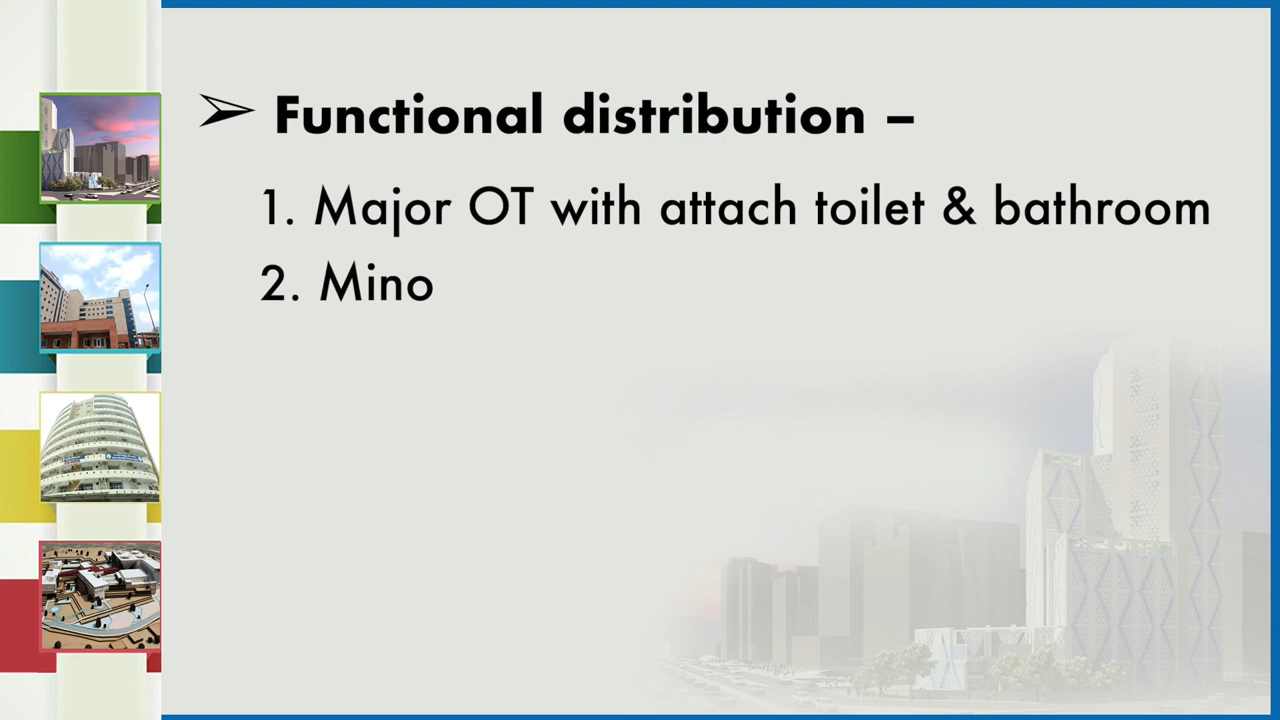 ➢ Functional distribution –
1. Major OT with attach toilet & bathroom
2. Mino